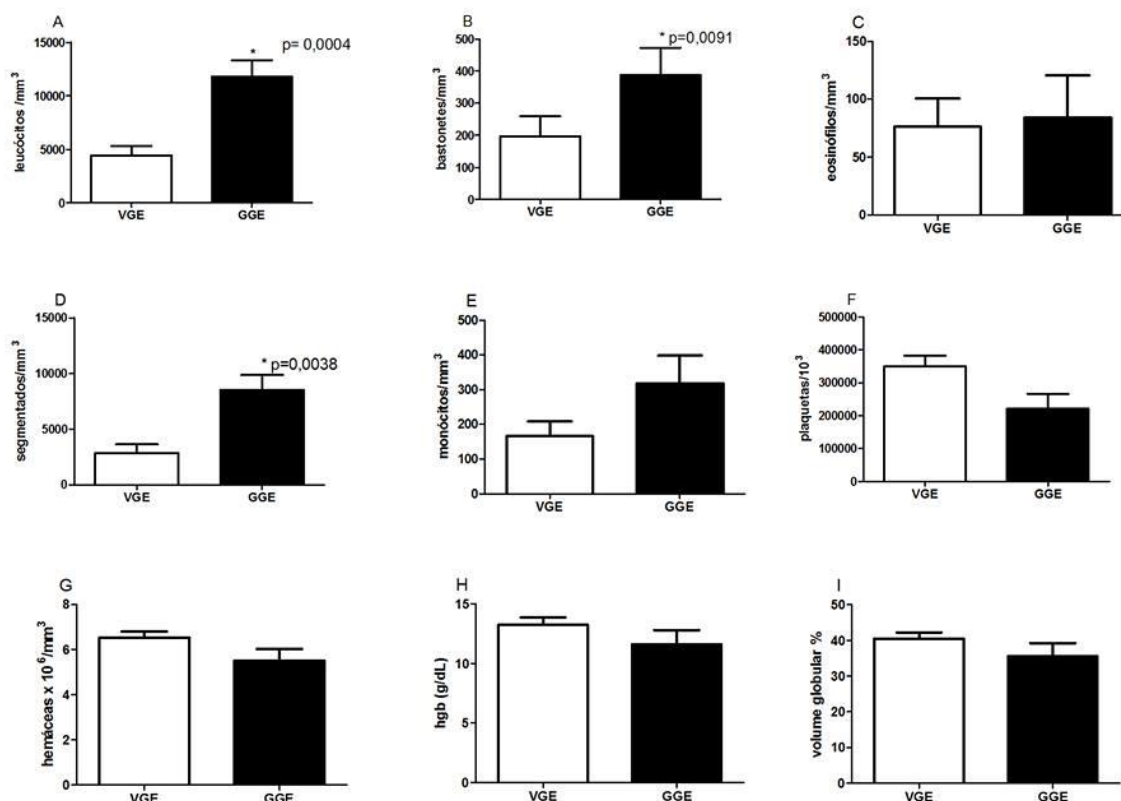 A
leucócitos /mm³
15000
10000
5000
0
* p= 0,0004
VGE GGE
B
bastonetes/mm³
500
400
300
200
100
0
* p=0,0091
VGE GGE
C
eosinófilos/mm³
150
100
50
0
VGE GGE
D
segmentados/mm³
15000
10000
5000
0
* p=0,0038
VGE GGE
E
monócitos/mm³
500
400
300
200
100
0
VGE GGE
F
plaquetas/10³
500000
400000
300000
200000
100000
0
VGE GGE
G
hemáceas x 10⁶/mm³
8
6
4
2
0
VGE GGE
H
hgb (g/dL)
15
10
5
0
VGE GGE
I
volume globular %
50
40
30
20
10
0
VGE GGE